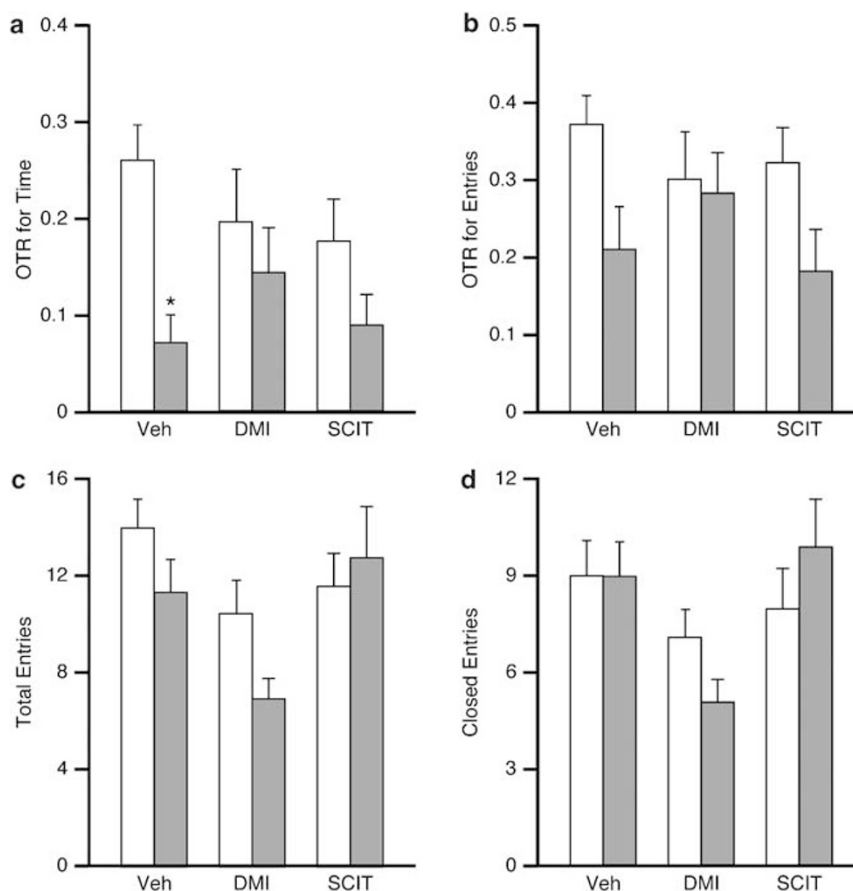 a
0.4
0.3
0.2
0.1
0
OTR for Time
*
Veh DMI SCIT
b
0.5
0.4
0.3
0.2
0.1
0
OTR for Entries
Veh DMI SCIT
c
16
12
8
4
0
Total Entries
Veh DMI SCIT
d
12
9
6
3
0
Closed Entries
Veh DMI SCIT